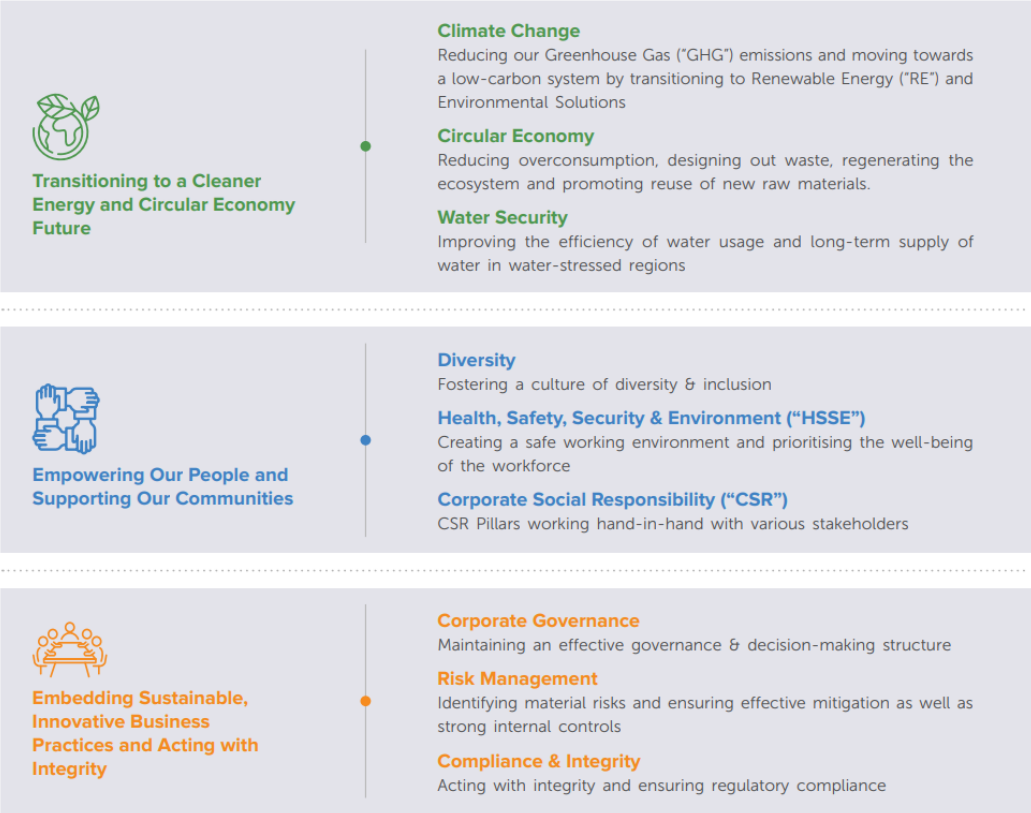 Climate Change
Reducing our Greenhouse Gas (“GHG”) emissions and moving towards
a low-carbon system by transitioning to Renewable Energy (“RE”) and
Environmental Solutions
Circular Economy
Reducing overconsumption, designing out waste, regenerating the
ecosystem and promoting reuse of new raw materials.
Water Security
Improving the efficiency of water usage and long-term supply of
water in water-stressed regions
Transitioning to a Cleaner
Energy and Circular Economy
Future
Diversity
Fostering a culture of diversity & inclusion
Health, Safety, Security & Environment (“HSSE”)
Creating a safe working environment and prioritising the well-being
of the workforce
Corporate Social Responsibility (“CSR”)
CSR Pillars working hand-in-hand with various stakeholders
Empowering Our People and
Supporting Our Communities
Corporate Governance
Maintaining an effective governance & decision-making structure
Risk Management
Identifying material risks and ensuring effective mitigation as well as
strong internal controls
Compliance & Integrity
Acting with integrity and ensuring regulatory compliance
Embedding Sustainable,
Innovative Business
Practices and Acting with
Integrity